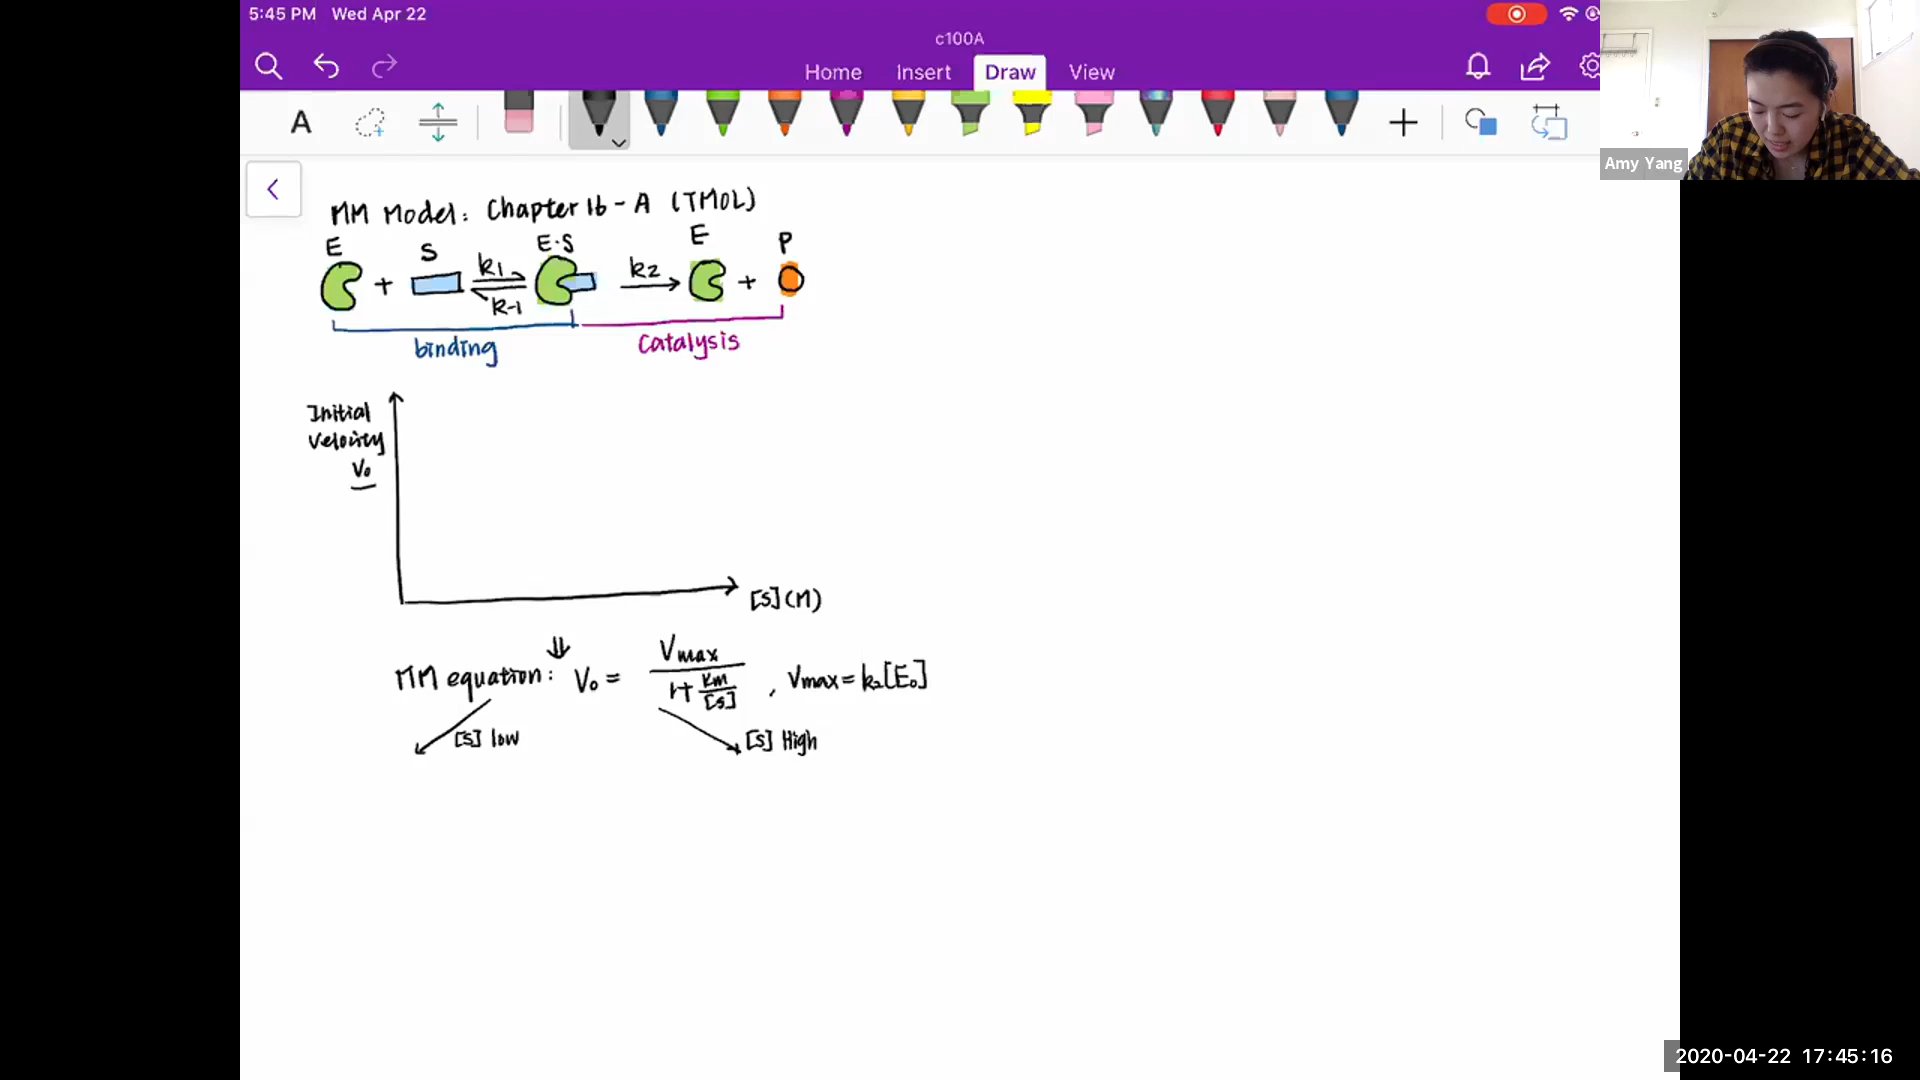 5:45 PM Wed Apr 22
c100A
Home Insert Draw View
A
Amy Yang
MM Model: Chapter 16 - A (TMOL)
E S E·S E P
+ k1 k-1 k2 +
binding Catalysis
Initial
Velocity
V₀
[S] (M)
MM equation: ⇓ V₀ = Vmax / 1+ Km/[S] , Vmax = k₂[E₀]
[S] low [S] High
2020-04-22 17:45:16